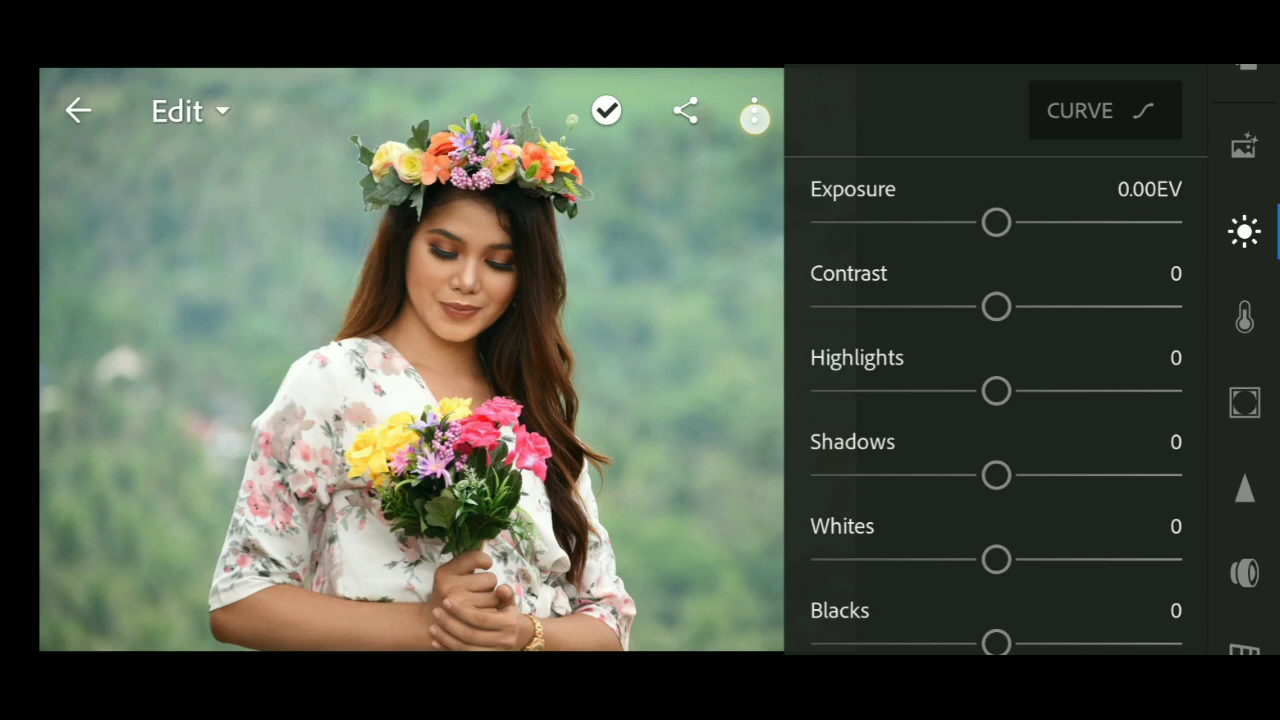 Edit
CURVE
Exposure 0.00EV
Contrast 0
Highlights 0
Shadows 0
Whites 0
Blacks 0